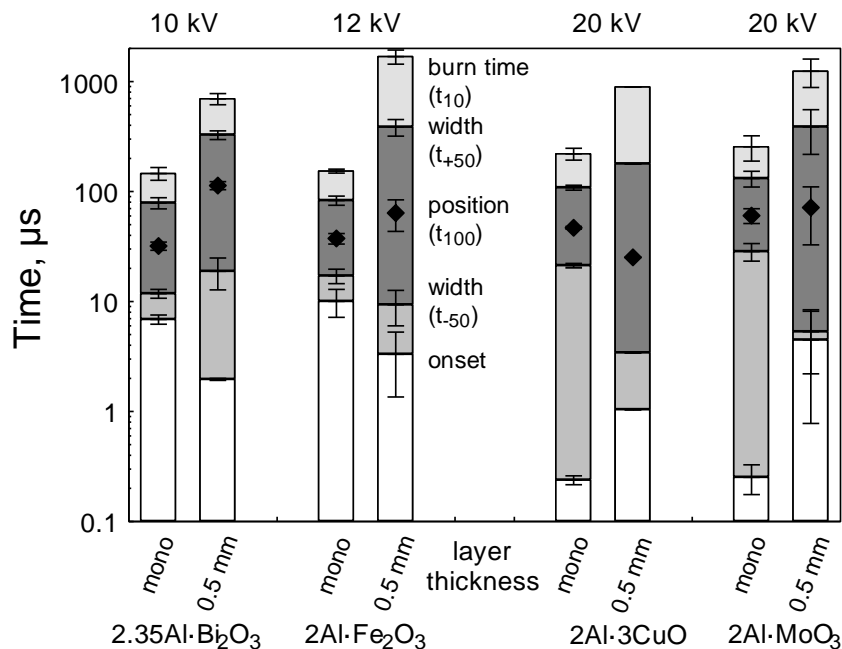 10 kV 12 kV 20 kV 20 kV
1000
100
10
1
0.1
Time, µs
burn time
(t₁₀)
width
(t₊₅₀)
position
(t₁₀₀)
width
(t₋₅₀)
onset
mono 0.5 mm mono 0.5 mm layer thickness mono 0.5 mm mono 0.5 mm
2.35Al·Bi₂O₃ 2Al·Fe₂O₃ 2Al·3CuO 2Al·MoO₃